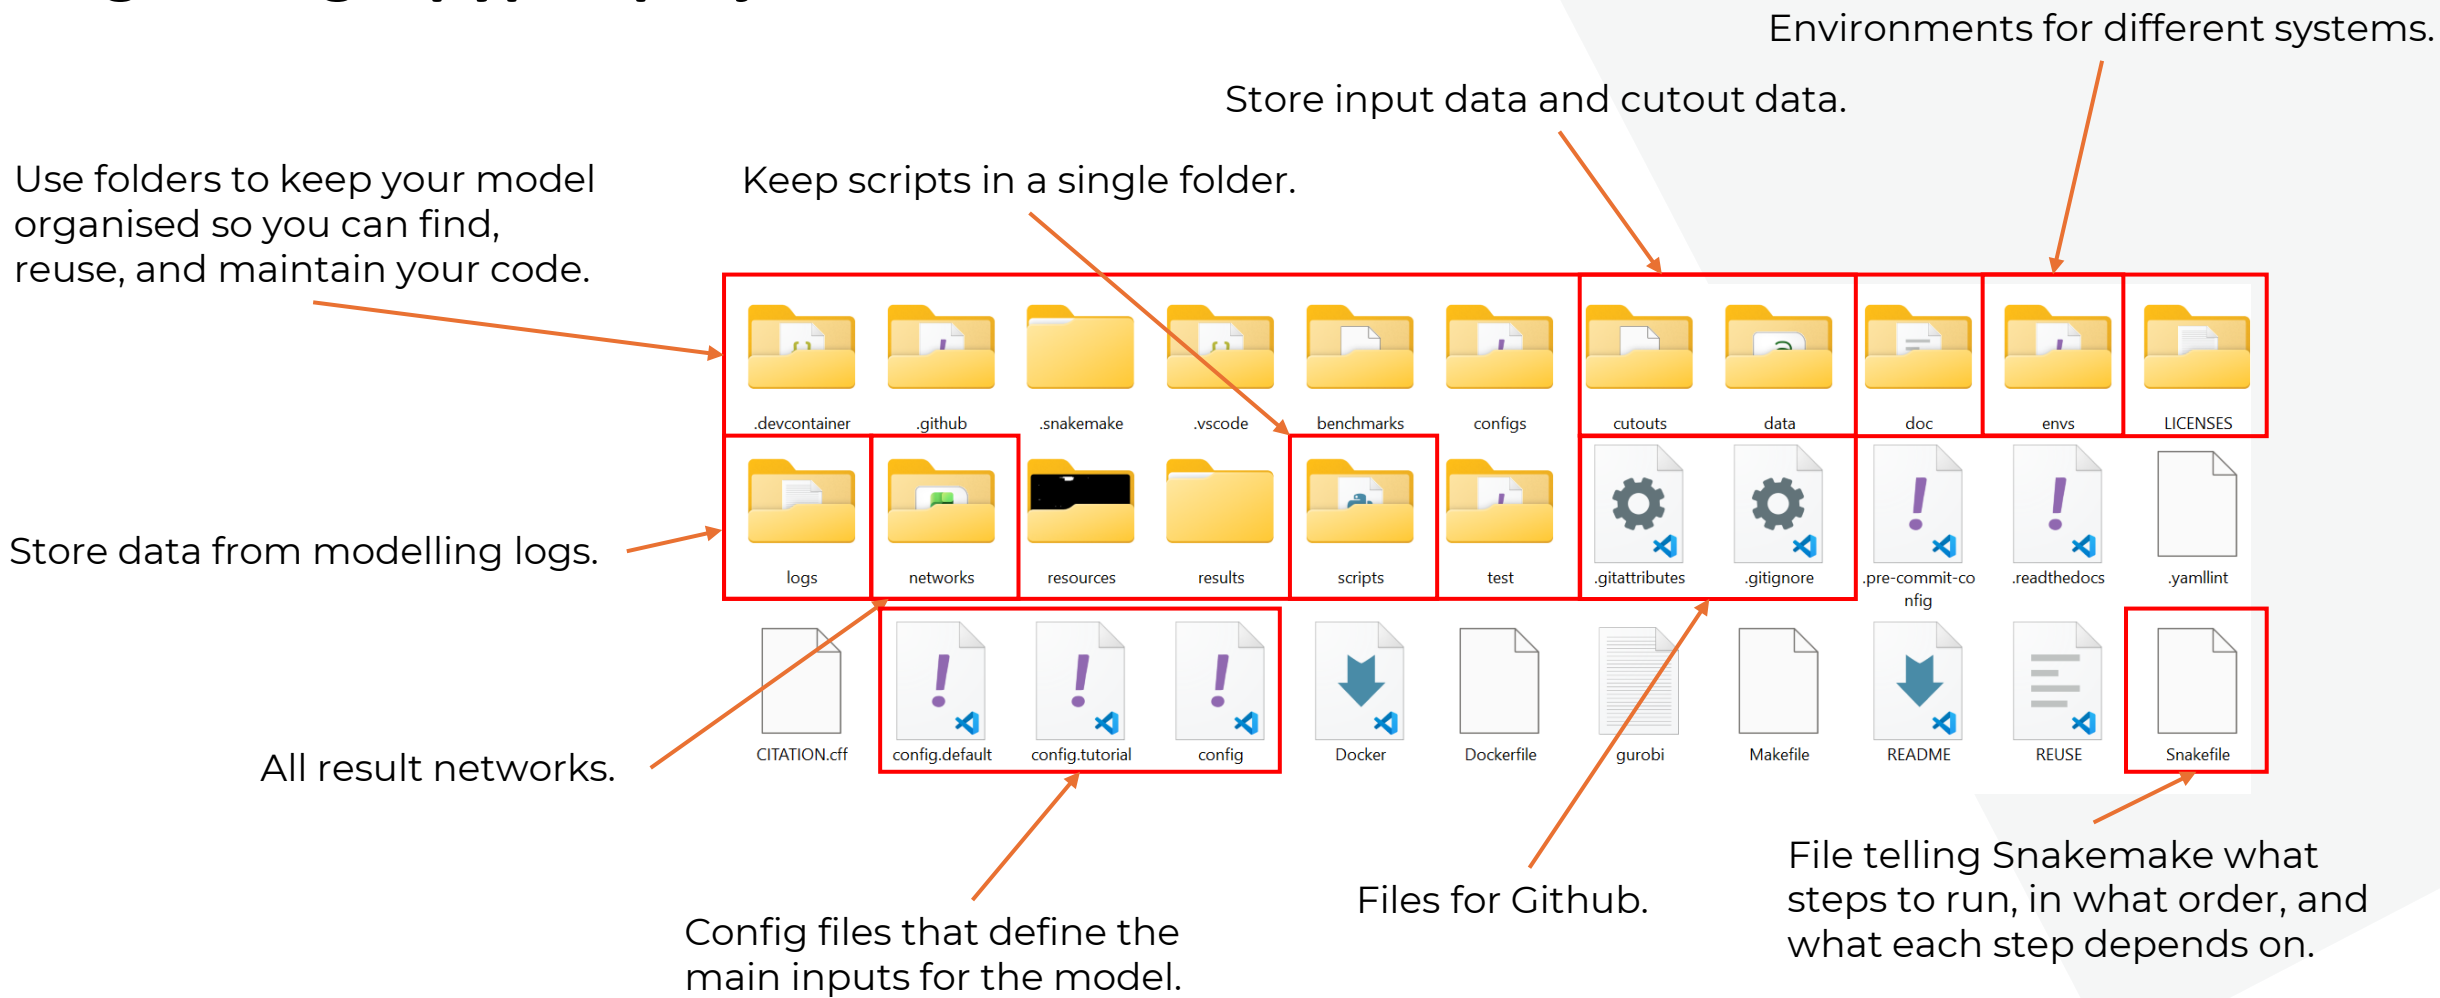 Environments for different systems.
Store input data and cutout data.
Use folders to keep your model
organised so you can find,
reuse, and maintain your code.
Keep scripts in a single folder.
.devcontainer
.github
.snakemake
.vscode
benchmarks
configs
cutouts
data
doc
envs
LICENSES
logs
networks
resources
results
scripts
test
.gitattributes
.gitignore
.pre-commit-co
nfig
.readthedocs
.yamllint
Store data from modelling logs.
CITATION.cff
config.default
config.tutorial
config
Docker
Dockerfile
gurobi
Makefile
README
REUSE
Snakefile
All result networks.
Config files that define the
main inputs for the model.
Files for Github.
File telling Snakemake what
steps to run, in what order, and
what each step depends on.